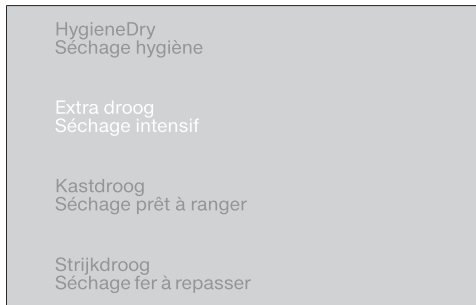 HygieneDry
Séchage hygiène
Extra droog
Séchage intensif
Kastdroog
Séchage prêt à ranger
Strijkdroog
Séchage fer à repasser